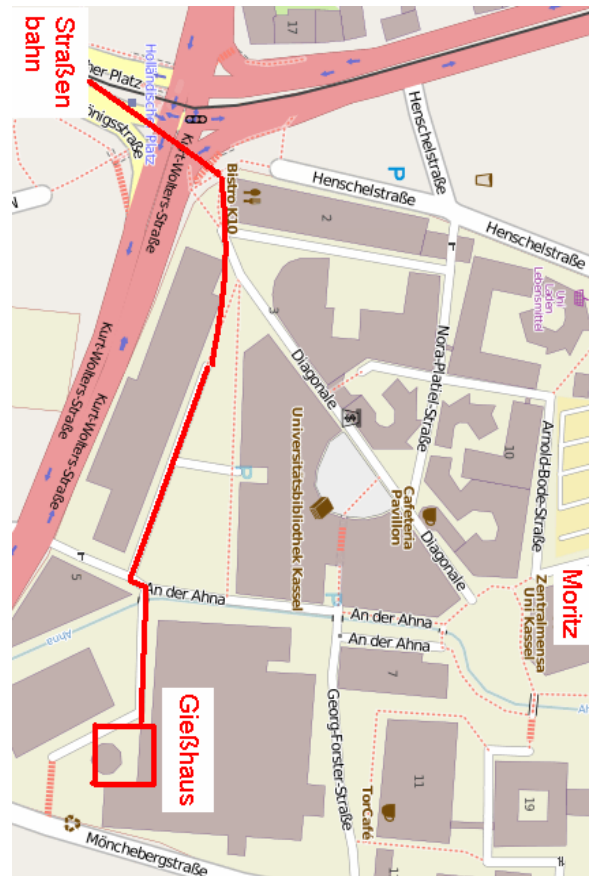 Straßen
bahn
17
cher Platz
Holländischer Platz
önigsstraße
Kurt-Wolters-Straße
Bistro K10
Henschelstraße
Henschelstraße
P
Henschelstraße
2
Uni
Laden
Lebensmittel
3
Diagonale
Nora-Platiel-Straße
Kurt-Wolters-Straße
Kurt-Wolters-Straße
Universitätsbibliothek Kassel
$
10
Arnold-Bode-Straße
Cafeteria
Pavillon
P
Diagonale
Moritz
Zentralmensa
Uni Kassel
5
An der Ahna
P
An der Ahna
An der Ahna
Ahna
7
Ah
Gießhaus
Georg-Forster-Straße
11
TorCafé
19
Mönchebergstraße
1